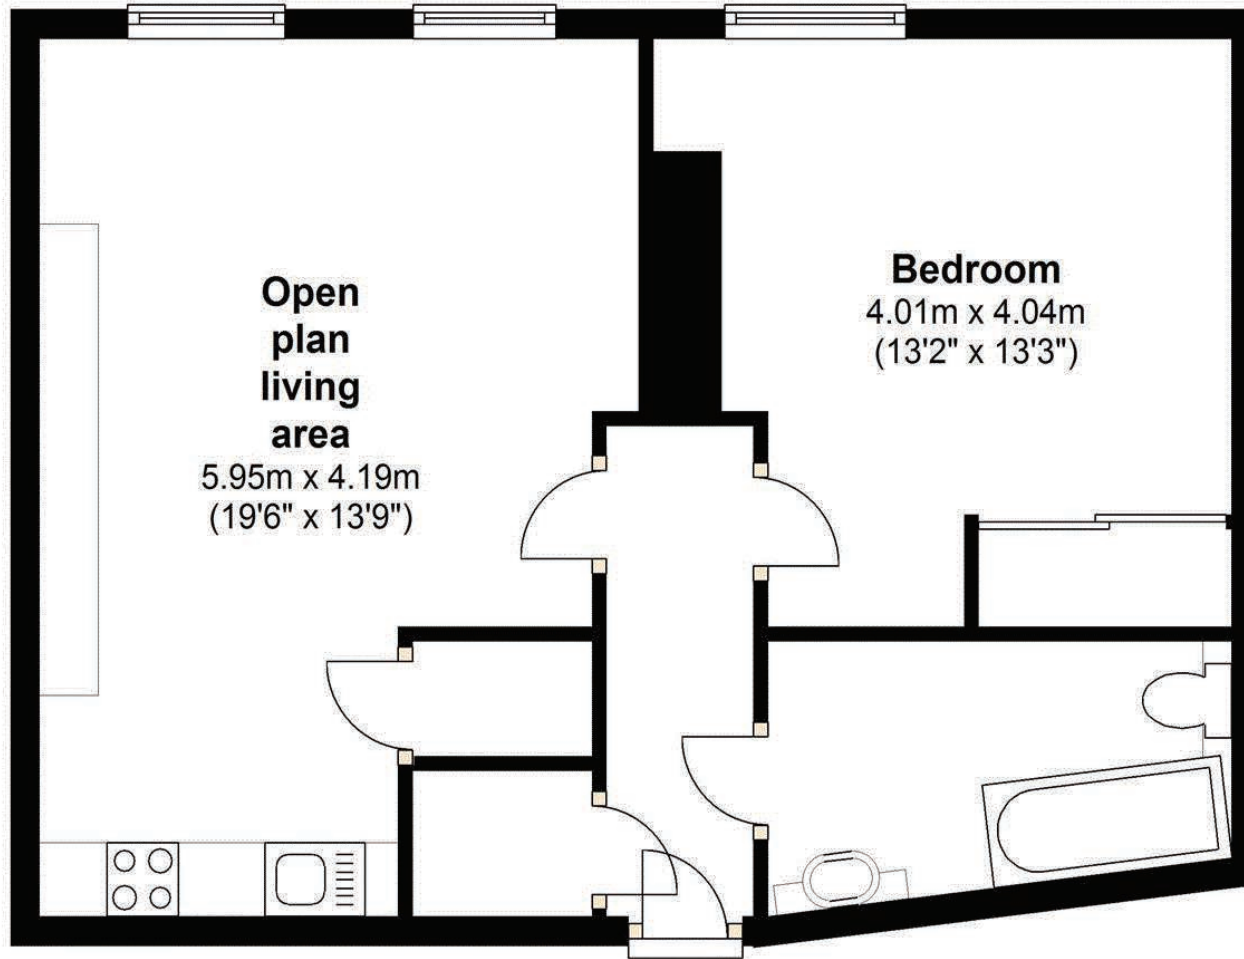 Open
plan
living
area
5.95m x 4.19m
(19'6" x 13'9")
Bedroom
4.01m x 4.04m
(13'2" x 13'3")